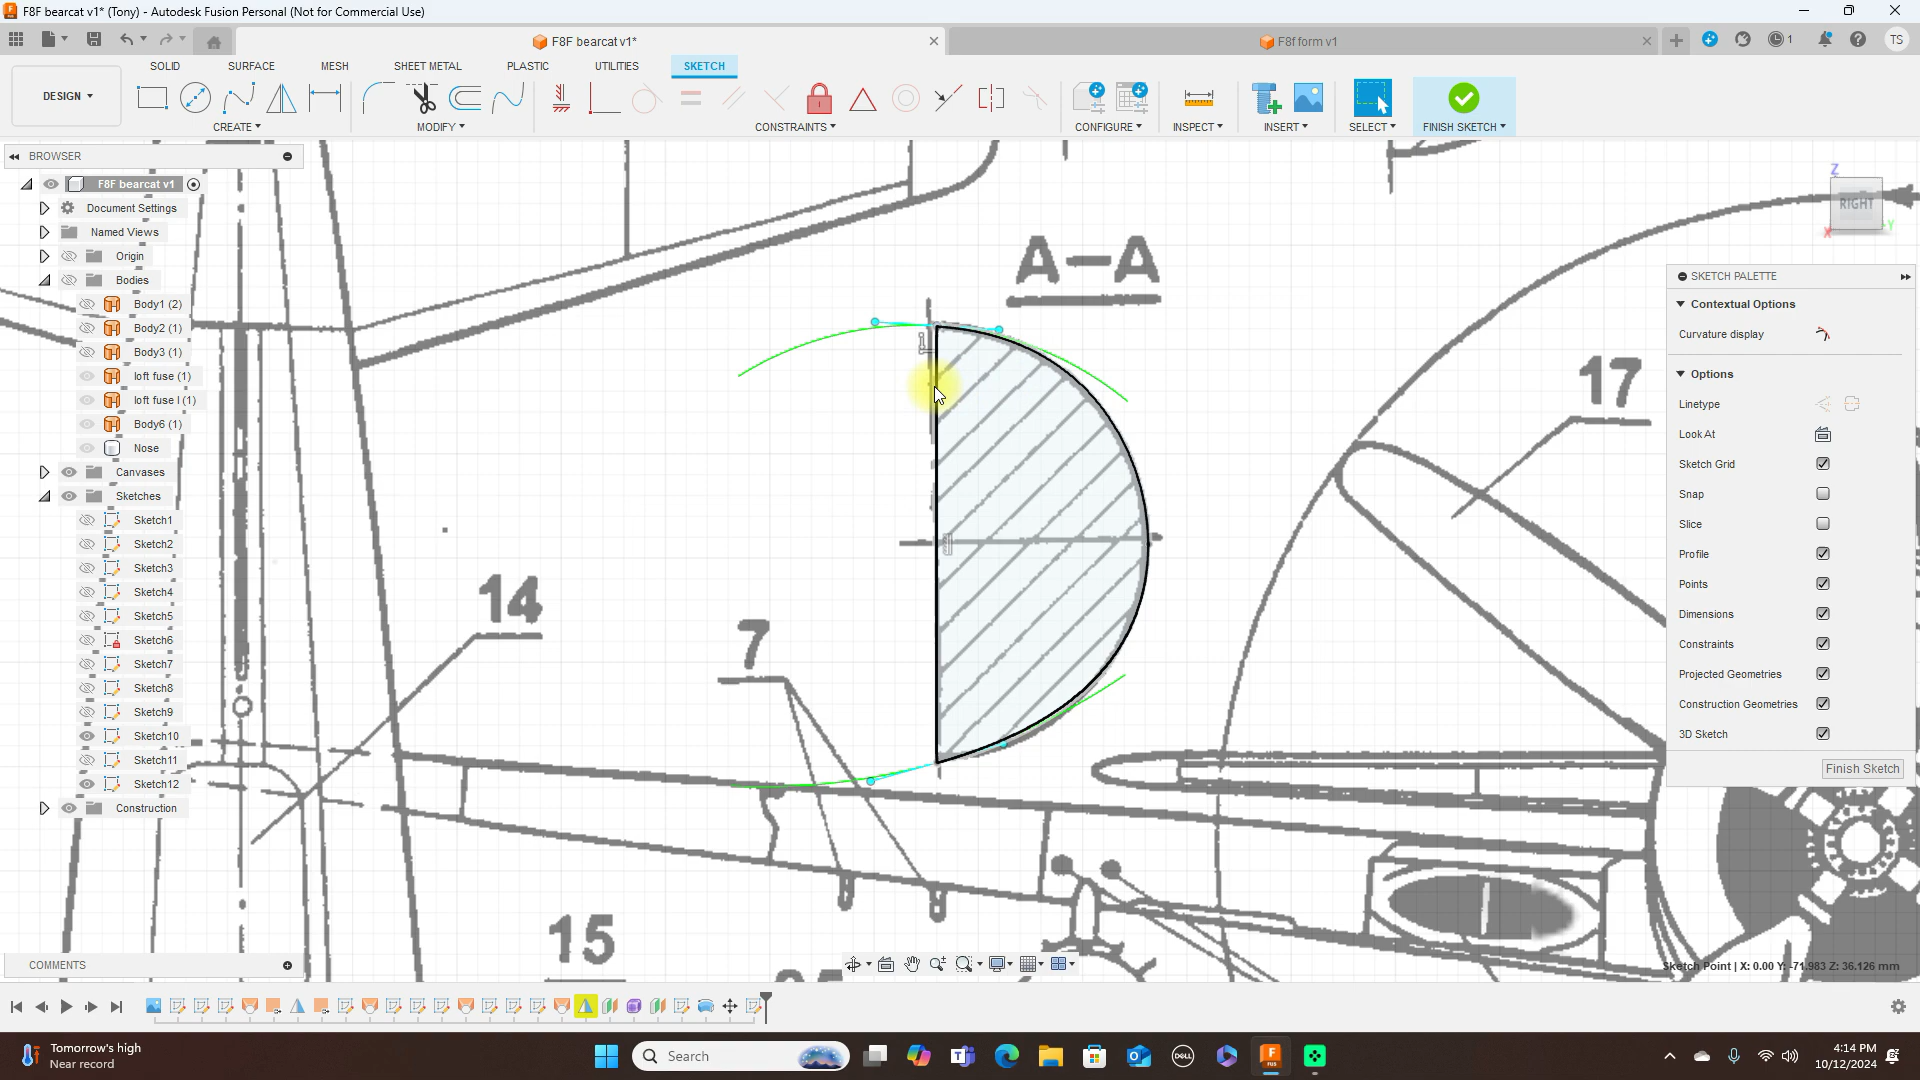 F8F bearcat v1* (Tony) - Autodesk Fusion Personal (Not for Commercial Use)
F8F bearcat v1*
F8f form v1
1
TS
SOLID
SURFACE
MESH
SHEET METAL
PLASTIC
UTILITIES
SKETCH
DESIGN
CREATE
MODIFY
CONSTRAINTS
CONFIGURE
INSPECT
INSERT
SELECT
FINISH SKETCH
BROWSER
F8F bearcat v1
Document Settings
Named Views
Origin
Bodies
Body1 (2)
Body2 (1)
Body3 (1)
loft fuse (1)
loft fuse l (1)
Body6 (1)
Nose
Canvases
Sketches
Sketch1
Sketch2
Sketch3
Sketch4
Sketch5
Sketch6
Sketch7
Sketch8
Sketch9
Sketch10
Sketch11
Sketch12
Construction
COMMENTS
A–A
17
14
7
15
Z
RIGHT
X
Y
SKETCH PALETTE
Contextual Options
Curvature display
Options
Linetype
Look At
Sketch Grid
Snap
Slice
Profile
Points
Dimensions
Constraints
Projected Geometries
Construction Geometries
3D Sketch
Finish Sketch
Sketch Point | X: 0.00 Y: -71.983 Z: 36.126 mm
Tomorrow's high
Near record
Search
DELL
FUS
4:14 PM
10/12/2024